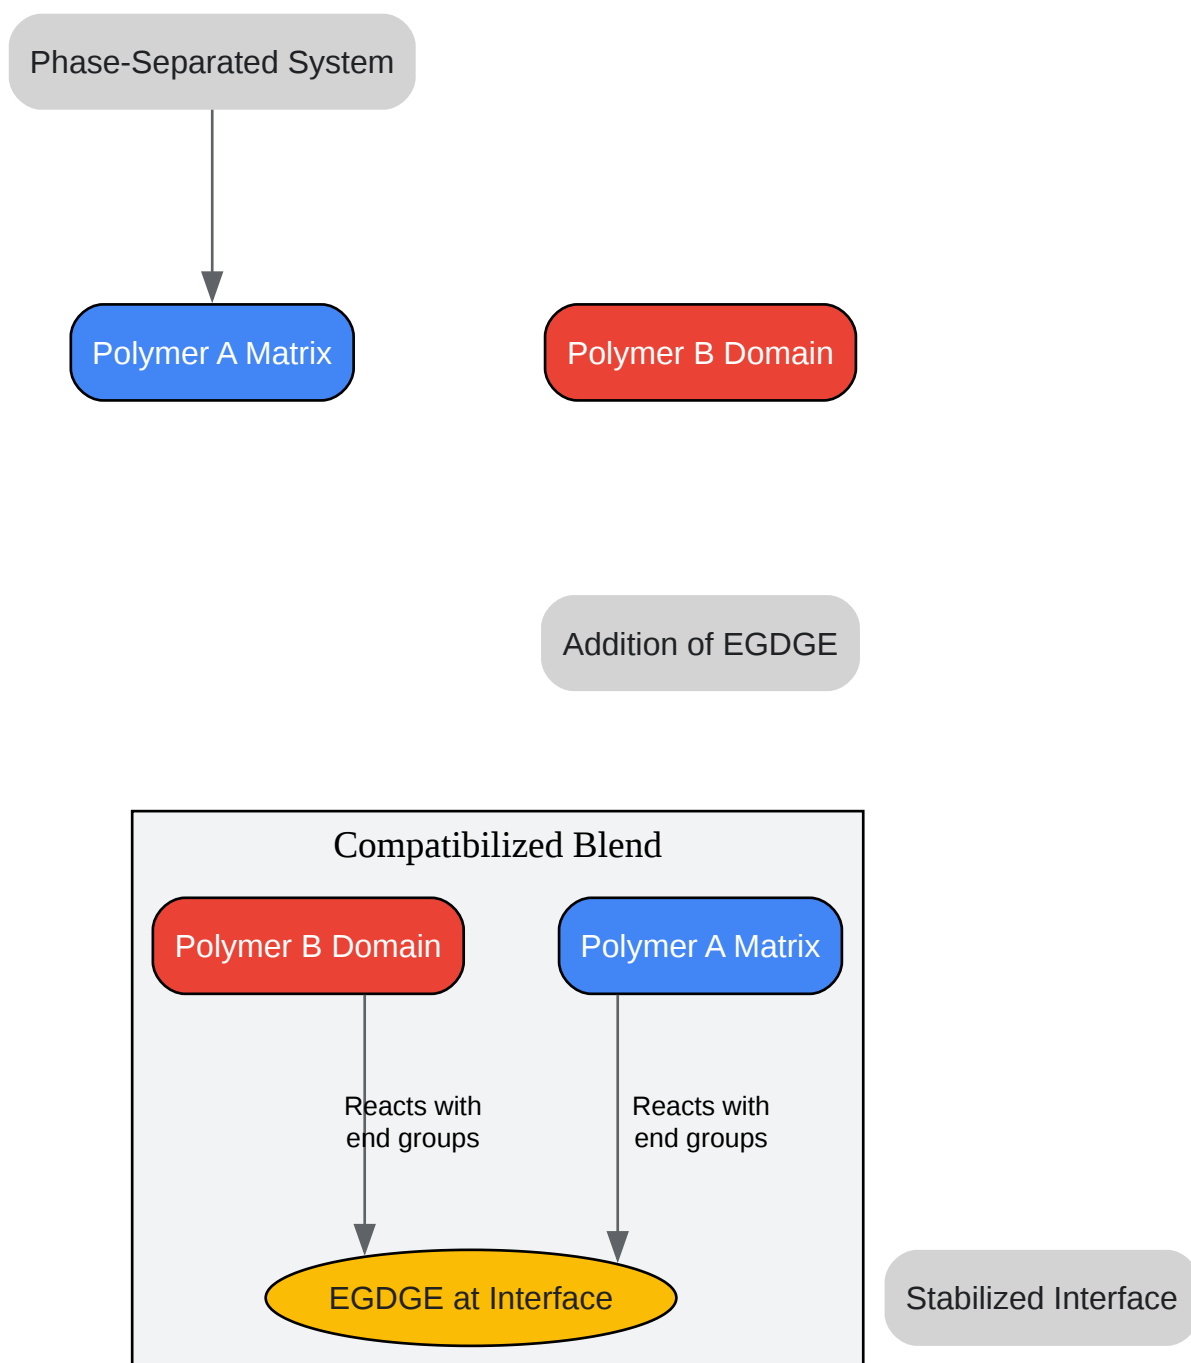 Phase-Separated System
Polymer A Matrix
Polymer B Domain
Addition of EGDGE
Compatibilized Blend
Polymer B Domain
Polymer A Matrix
Reacts with
end groups
Reacts with
end groups
EGDGE at Interface
Stabilized Interface